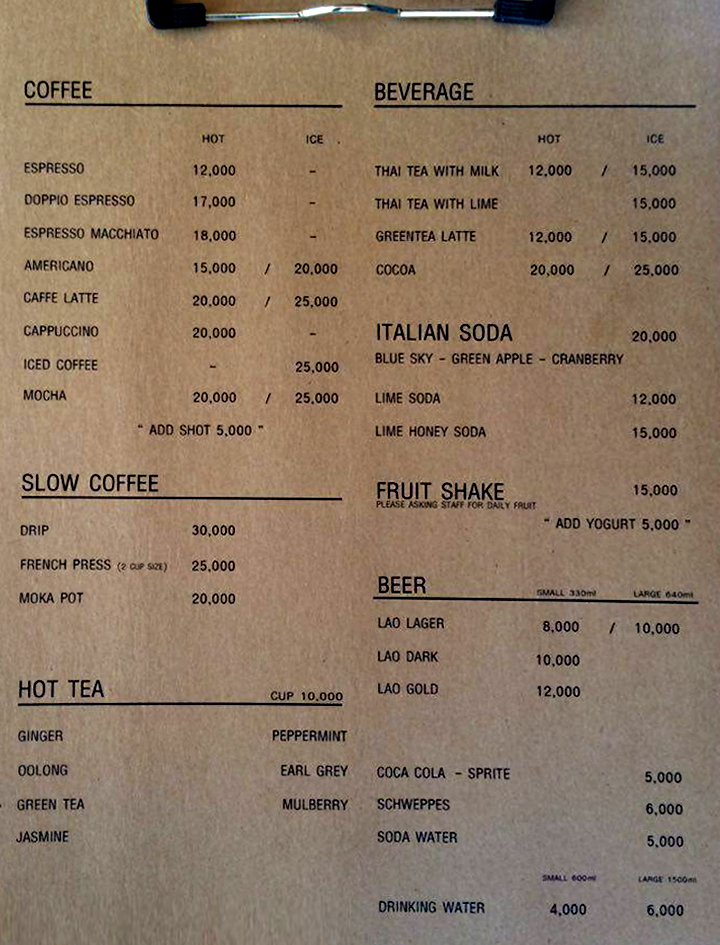 COFFEE
HOT ICE
ESPRESSO 12,000 -
DOPPIO ESPRESSO 17,000 -
ESPRESSO MACCHIATO 18,000 -
AMERICANO 15,000 / 20,000
CAFFE LATTE 20,000 / 25,000
CAPPUCCINO 20,000 -
ICED COFFEE - 25,000
MOCHA 20,000 / 25,000
" ADD SHOT 5,000 "
SLOW COFFEE
DRIP 30,000
FRENCH PRESS (2 CUP SIZE) 25,000
MOKA POT 20,000
HOT TEA CUP 10,000
GINGER PEPPERMINT
OOLONG EARL GREY
GREEN TEA MULBERRY
JASMINE
BEVERAGE
HOT ICE
THAI TEA WITH MILK 12,000 / 15,000
THAI TEA WITH LIME 15,000
GREENTEA LATTE 12,000 / 15,000
COCOA 20,000 / 25,000
ITALIAN SODA 20,000
BLUE SKY - GREEN APPLE - CRANBERRY
LIME SODA 12,000
LIME HONEY SODA 15,000
FRUIT SHAKE 15,000
PLEASE ASKING STAFF FOR DAILY FRUIT
" ADD YOGURT 5,000 "
BEER SMALL 330ml LARGE 640ml
LAO LAGER 8,000 / 10,000
LAO DARK 10,000
LAO GOLD 12,000
COCA COLA - SPRITE 5,000
SCHWEPPES 6,000
SODA WATER 5,000
SMALL 600ml LARGE 1500ml
DRINKING WATER 4,000 6,000